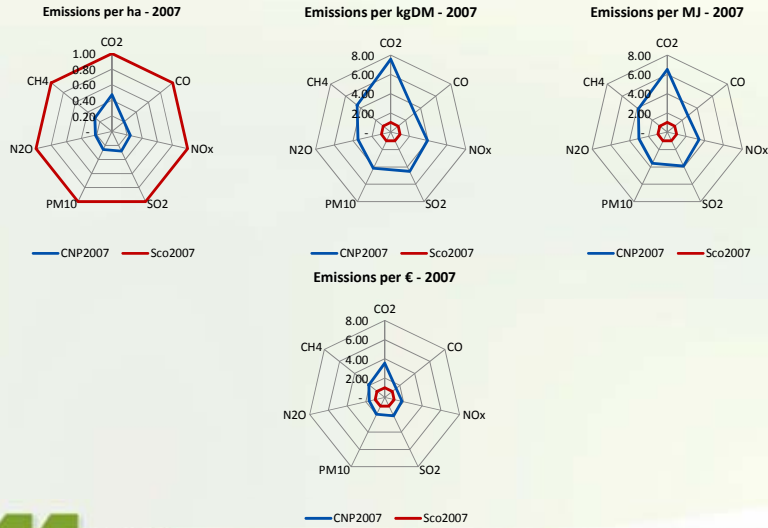 Emissions per ha - 2007
CO2
1.00
0.80
0.60
0.40
0.20
-
CO
NOx
SO2
PM10
N2O
CH4
CNP2007 Sco2007
Emissions per kgDM - 2007
CO2
8.00
6.00
4.00
2.00
-
CO
NOx
SO2
PM10
N2O
CH4
CNP2007 Sco2007
Emissions per MJ - 2007
CO2
8.00
6.00
4.00
2.00
-
CO
NOx
SO2
PM10
N2O
CH4
CNP2007 Sco2007
Emissions per € - 2007
CO2
8.00
6.00
4.00
2.00
-
CO
NOx
SO2
PM10
N2O
CH4
CNP2007 Sco2007